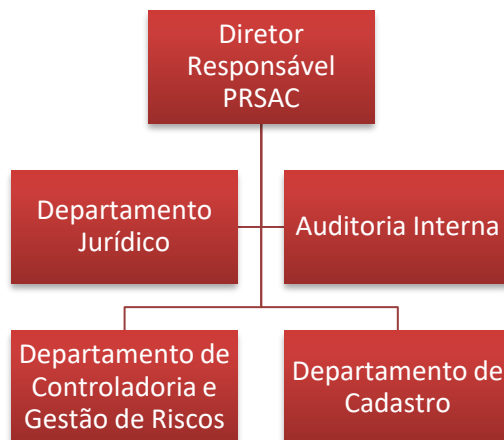 Diretor
Responsável
PRSAC
Departamento
Jurídico
Auditoria Interna
Departamento de
Controladoria e
Gestão de Riscos
Departamento de
Cadastro